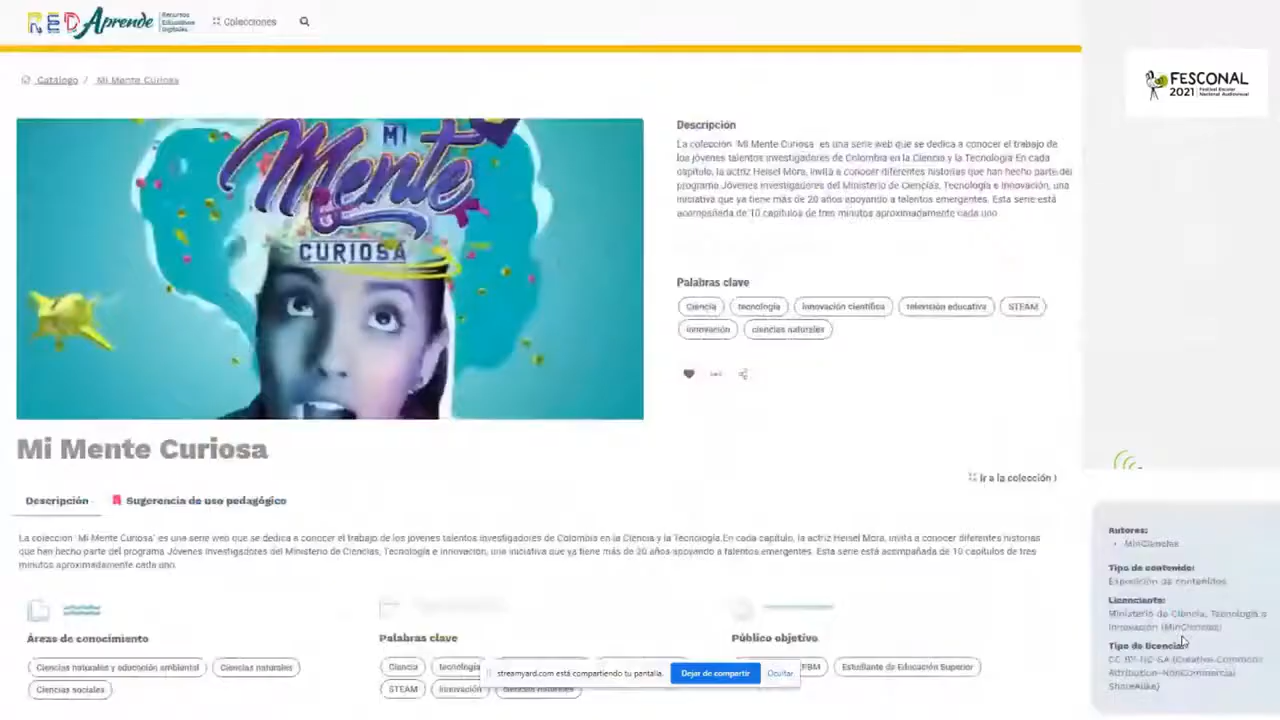 RED Aprende Recursos Educativos Digitales
Colecciones
FESCONAL
2021 Festival Escolar Nacional Audiovisual
Catálogo / Mi Mente Curiosa
MI
Mente
CURIOSA
Descripción
La colección 'Mi Mente Curiosa' es una serie web que se dedica a conocer el trabajo de
los jóvenes talentos investigadores de Colombia en la Ciencia y la Tecnología En cada
capítulo, la actriz Heisel Mora, invita a conocer diferentes historias que han hecho parte del
programa Jóvenes investigadores del Ministerio de Ciencias, Tecnología e Innovación, una
iniciativa que ya tiene más de 20 años apoyando a talentos emergentes. Esta serie está
acompañada de 10 capítulos de tres minutos aproximadamente cada uno
Palabras clave
Ciencia tecnología innovación científica televisión educativa STEAM
innovación ciencias naturales
Mi Mente Curiosa
Ir a la colección
Descripción Sugerencia de uso pedagógico
La colección 'Mi Mente Curiosa' es una serie web que se dedica a conocer el trabajo de los jóvenes talentos investigadores de Colombia en la Ciencia y la Tecnología.En cada capítulo, la actriz Heisel Mora, invita a conocer diferentes historias
que han hecho parte del programa Jóvenes investigadores del Ministerio de Ciencias, Tecnología e innovación, una iniciativa que ya tiene más de 20 años apoyando a talentos emergentes. Esta serie está acompañada de 10 capítulos de tres
minutos aproximadamente cada uno.
Áreas de conocimiento
Ciencias naturales y educación ambiental Ciencias naturales
Ciencias sociales
Palabras clave
Ciencia tecnología
STEAM innovación ciencias naturales
Público objetivo
Estudiante de Educación Superior
streamyard.com está compartiendo tu pantalla. Dejar de compartir Ocultar
Autores:
MinCiencias
Tipo de contenido:
Exposición de contenidos
Licenciante:
Ministerio de Ciencia, Tecnología e
Innovación (MinCiencias)
Tipo de licencia:
CC BY-NC-SA (Creative Commons
Attribution-NonCommercial
ShareAlike)